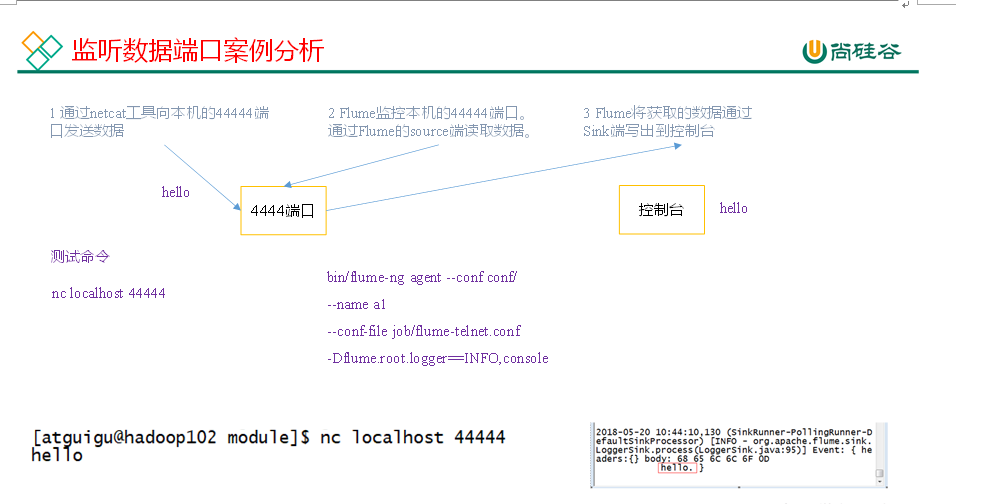 监听数据端口案例分析
尚硅谷
1 通过netcat工具向本机的44444端
口发送数据
2 Flume监控本机的44444端口。
通过Flume的source端读取数据。
3 Flume将获取的数据通过
Sink端写出到控制台
hello
4444端口
控制台
hello
测试命令
nc localhost 44444
bin/flume-ng agent --conf conf/
--name a1
--conf-file job/flume-telnet.conf
-Dflume.root.logger==INFO,console
[atguigu@hadoop102 module]$ nc localhost 44444
hello
2018-05-20 10:44:10,130 (SinkRunner-PollingRunner-D
efaultSinkProcessor) [INFO - org.apache.flume.sink.
LoggerSink.process(LoggerSink.java:95)] Event: { he
aders:{} body: 68 65 6C 6C 6F 0D
hello. }